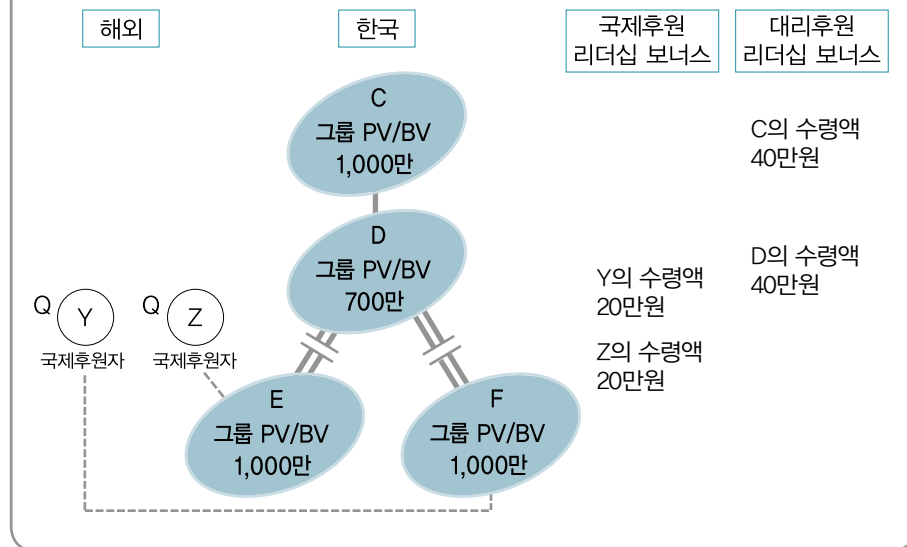 해외
한국
국제후원
리더십 보너스
대리후원
리더십 보너스
C
그룹 PV/BV
1,000만
C의 수령액
40만원
D
그룹 PV/BV
700만
D의 수령액
40만원
Y의 수령액
20만원
Q
Y
국제후원자
Q
Z
국제후원자
Z의 수령액
20만원
E
그룹 PV/BV
1,000만
F
그룹 PV/BV
1,000만